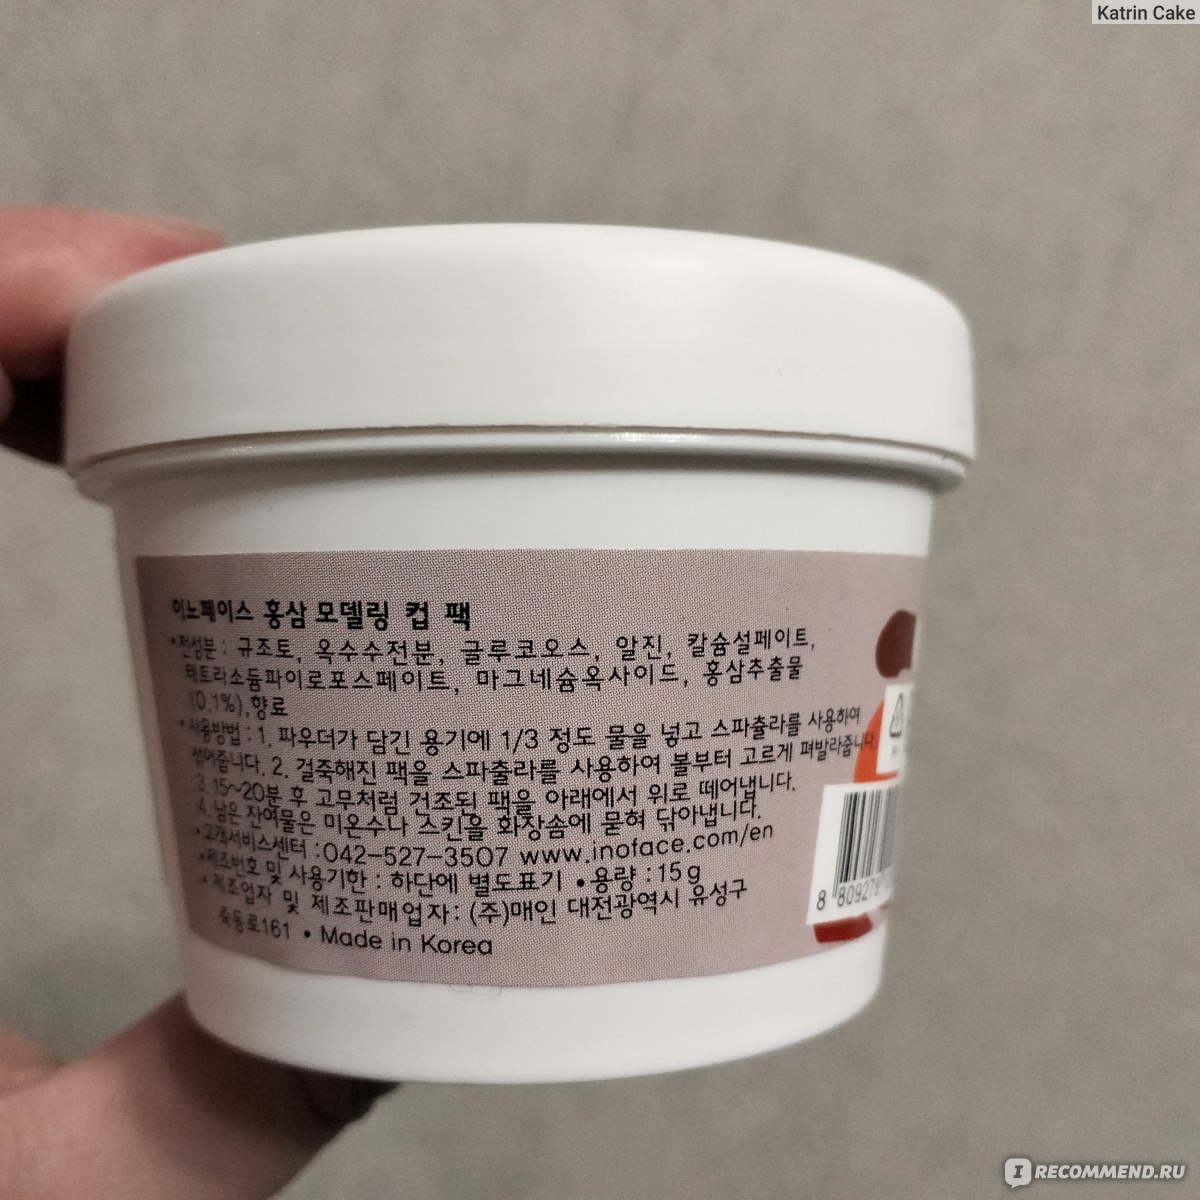 Katrin Cake
이노페이스 홍삼 모델링 컵 팩
•전성분 : 규조토, 옥수수전분, 글루코오스, 알진, 칼슘설페이트,
테트라소듐파이로포스페이트, 마그네슘옥사이드, 홍삼추출물
(0.1%),향료
•사용방법 : 1. 파우더가 담긴 용기에 1/3 정도 물을 넣고 스파츌라를 사용하여
섞어줍니다. 2. 걸죽해진 팩을 스파츌라를 사용하여 볼부터 고르게 펴발라줍니다.
3. 15~20분 후 고무처럼 건조된 팩을 아래에서 위로 떼어냅니다.
4. 남은 잔여물은 미온수나 스킨을 화장솜에 묻혀 닦아냅니다.
•고객서비스센터 : 042-527-3507 www.inoface.com/en
•제조번호 및 사용기한 : 하단에 별도표기 •용량 : 15g
•제조업자 및 제조판매업자 : (주)매인 대전광역시 유성구
죽동로161 • Made in Korea
8 809276
IRECOMMEND.RU